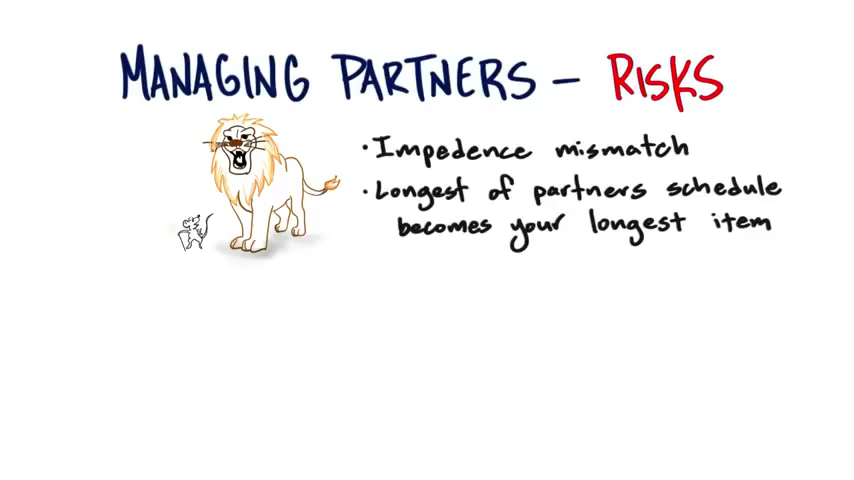 MANAGING PARTNERS - RISKS
· Impedence mismatch
· Longest of partners schedule
becomes your longest item